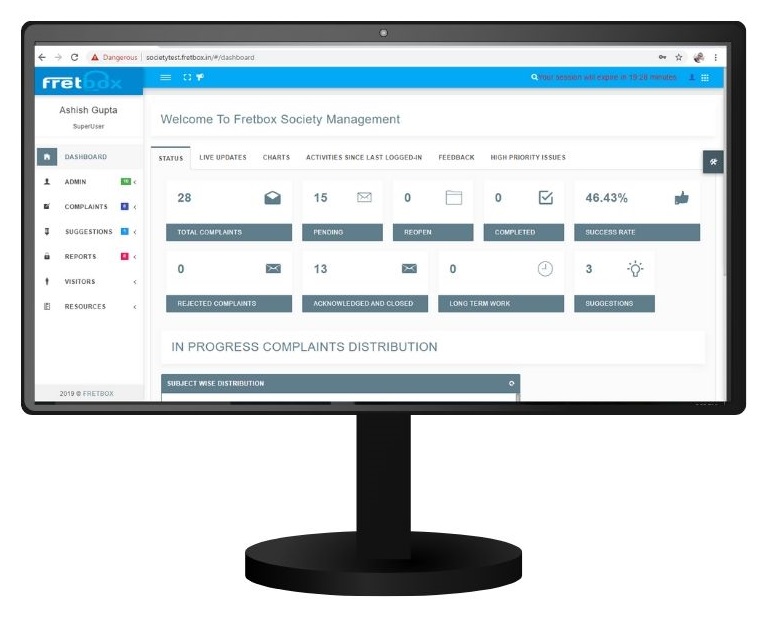 Dangerous
societytest.fretbox.in/#/dashboard
fretbox
Your session will expire in 19:28 minutes
Ashish Gupta
SuperUser
DASHBOARD
ADMIN
COMPLAINTS
SUGGESTIONS
REPORTS
VISITORS
RESOURCES
2019 © FRETBOX
Welcome To Fretbox Society Management
STATUS LIVE UPDATES CHARTS ACTIVITIES SINCE LAST LOGGED-IN FEEDBACK HIGH PRIORITY ISSUES
28 15 0 0 46.43%
TOTAL COMPLAINTS PENDING REOPEN COMPLETED SUCCESS RATE
0 13 0 3
REJECTED COMPLAINTS ACKNOWLEDGED AND CLOSED LONG TERM WORK SUGGESTIONS
IN PROGRESS COMPLAINTS DISTRIBUTION
SUBJECT WISE DISTRIBUTION